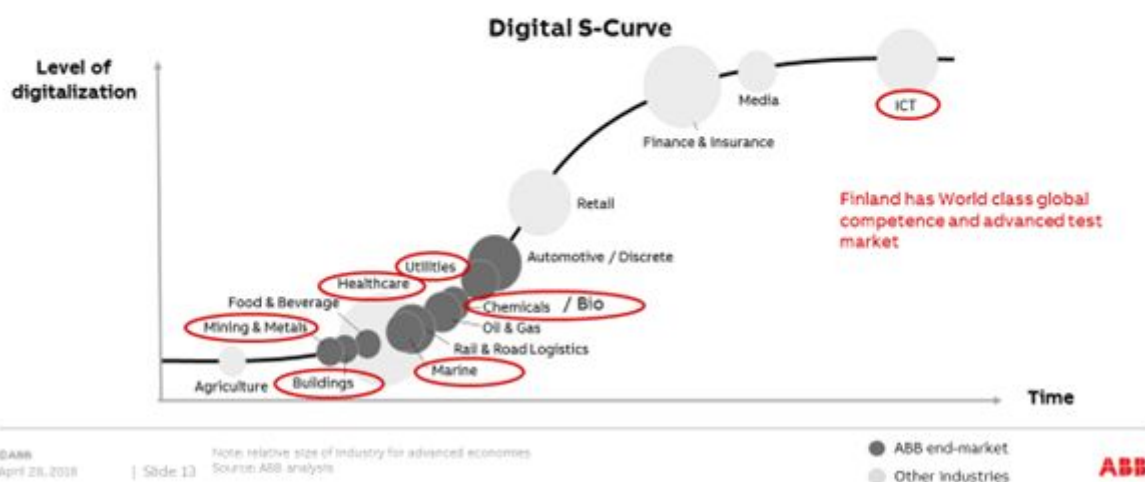 Digital S-Curve
Level of
digitalization
Media
ICT
Finance & Insurance
Finland has World class global
competence and advanced test
market
Retail
Automotive / Discrete
Utilities
Healthcare
Food & Beverage
Chemicals / Bio
Mining & Metals
Oil & Gas
Rail & Road Logistics
Marine
Agriculture
Buildings
Time
Note: relative size of industry for advanced economies
Source: ABB analysis
©ABB
April 28, 2018
| Slide 13
ABB end-market
Other industries
ABB